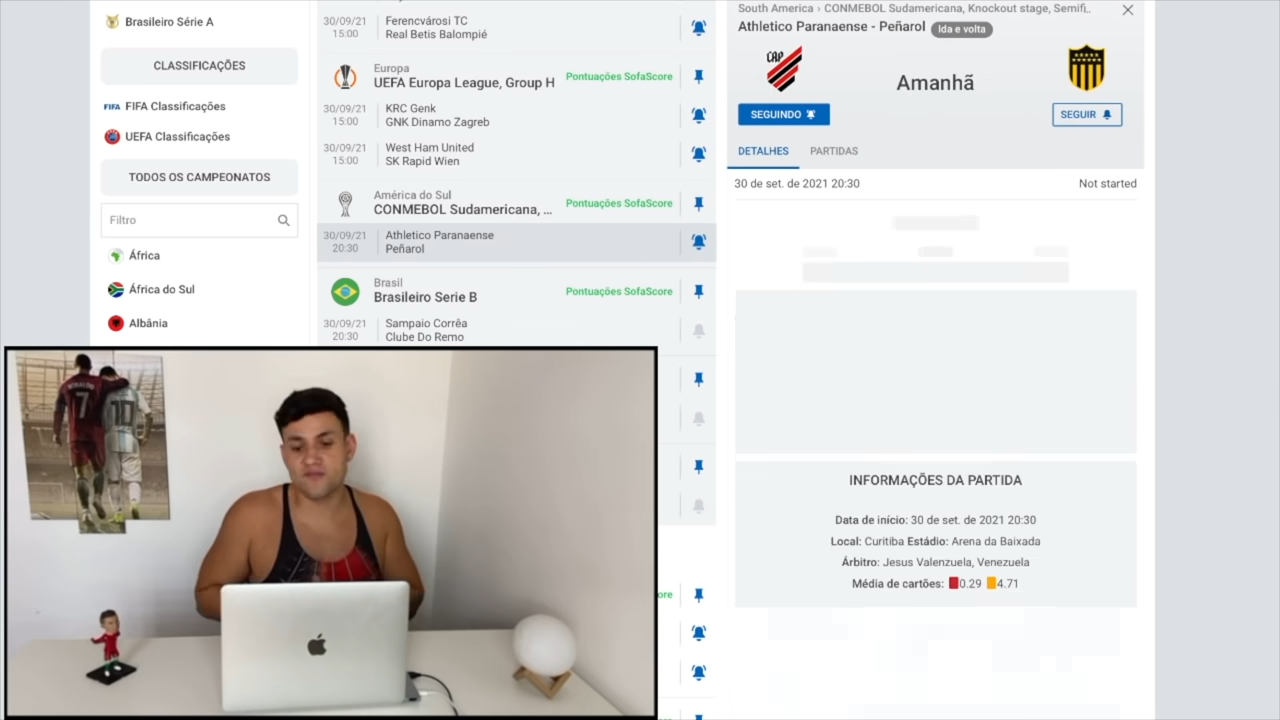 Brasileiro Série A
CLASSIFICAÇÕES
FIFA FIFA Classificações
UEFA Classificações
TODOS OS CAMPEONATOS
Filtro
África
África do Sul
Albânia
30/09/21 Ferencvárosi TC
15:00 Real Betis Balompié
Europa
UEFA Europa League, Group H Pontuações SofaScore
30/09/21 KRC Genk
15:00 GNK Dinamo Zagreb
30/09/21 West Ham United
15:00 SK Rapid Wien
América do Sul
CONMEBOL Sudamericana, ... Pontuações SofaScore
30/09/21 Athletico Paranaense
20:30 Peñarol
Brasil
Brasileiro Serie B Pontuações SofaScore
30/09/21 Sampaio Corrêa
20:30 Clube Do Remo
ore
South America › CONMEBOL Sudamericana, Knockout stage, Semifi..
Athletico Paranaense - Peñarol Ida e volta
CAP
Amanhã
SEGUINDO
SEGUIR
DETALHES PARTIDAS
30 de set. de 2021 20:30 Not started
INFORMAÇÕES DA PARTIDA
Data de início: 30 de set. de 2021 20:30
Local: Curitiba Estádio: Arena da Baixada
Árbitro: Jesus Valenzuela, Venezuela
Média de cartões: 0.29 4.71
RONALDO
7
10